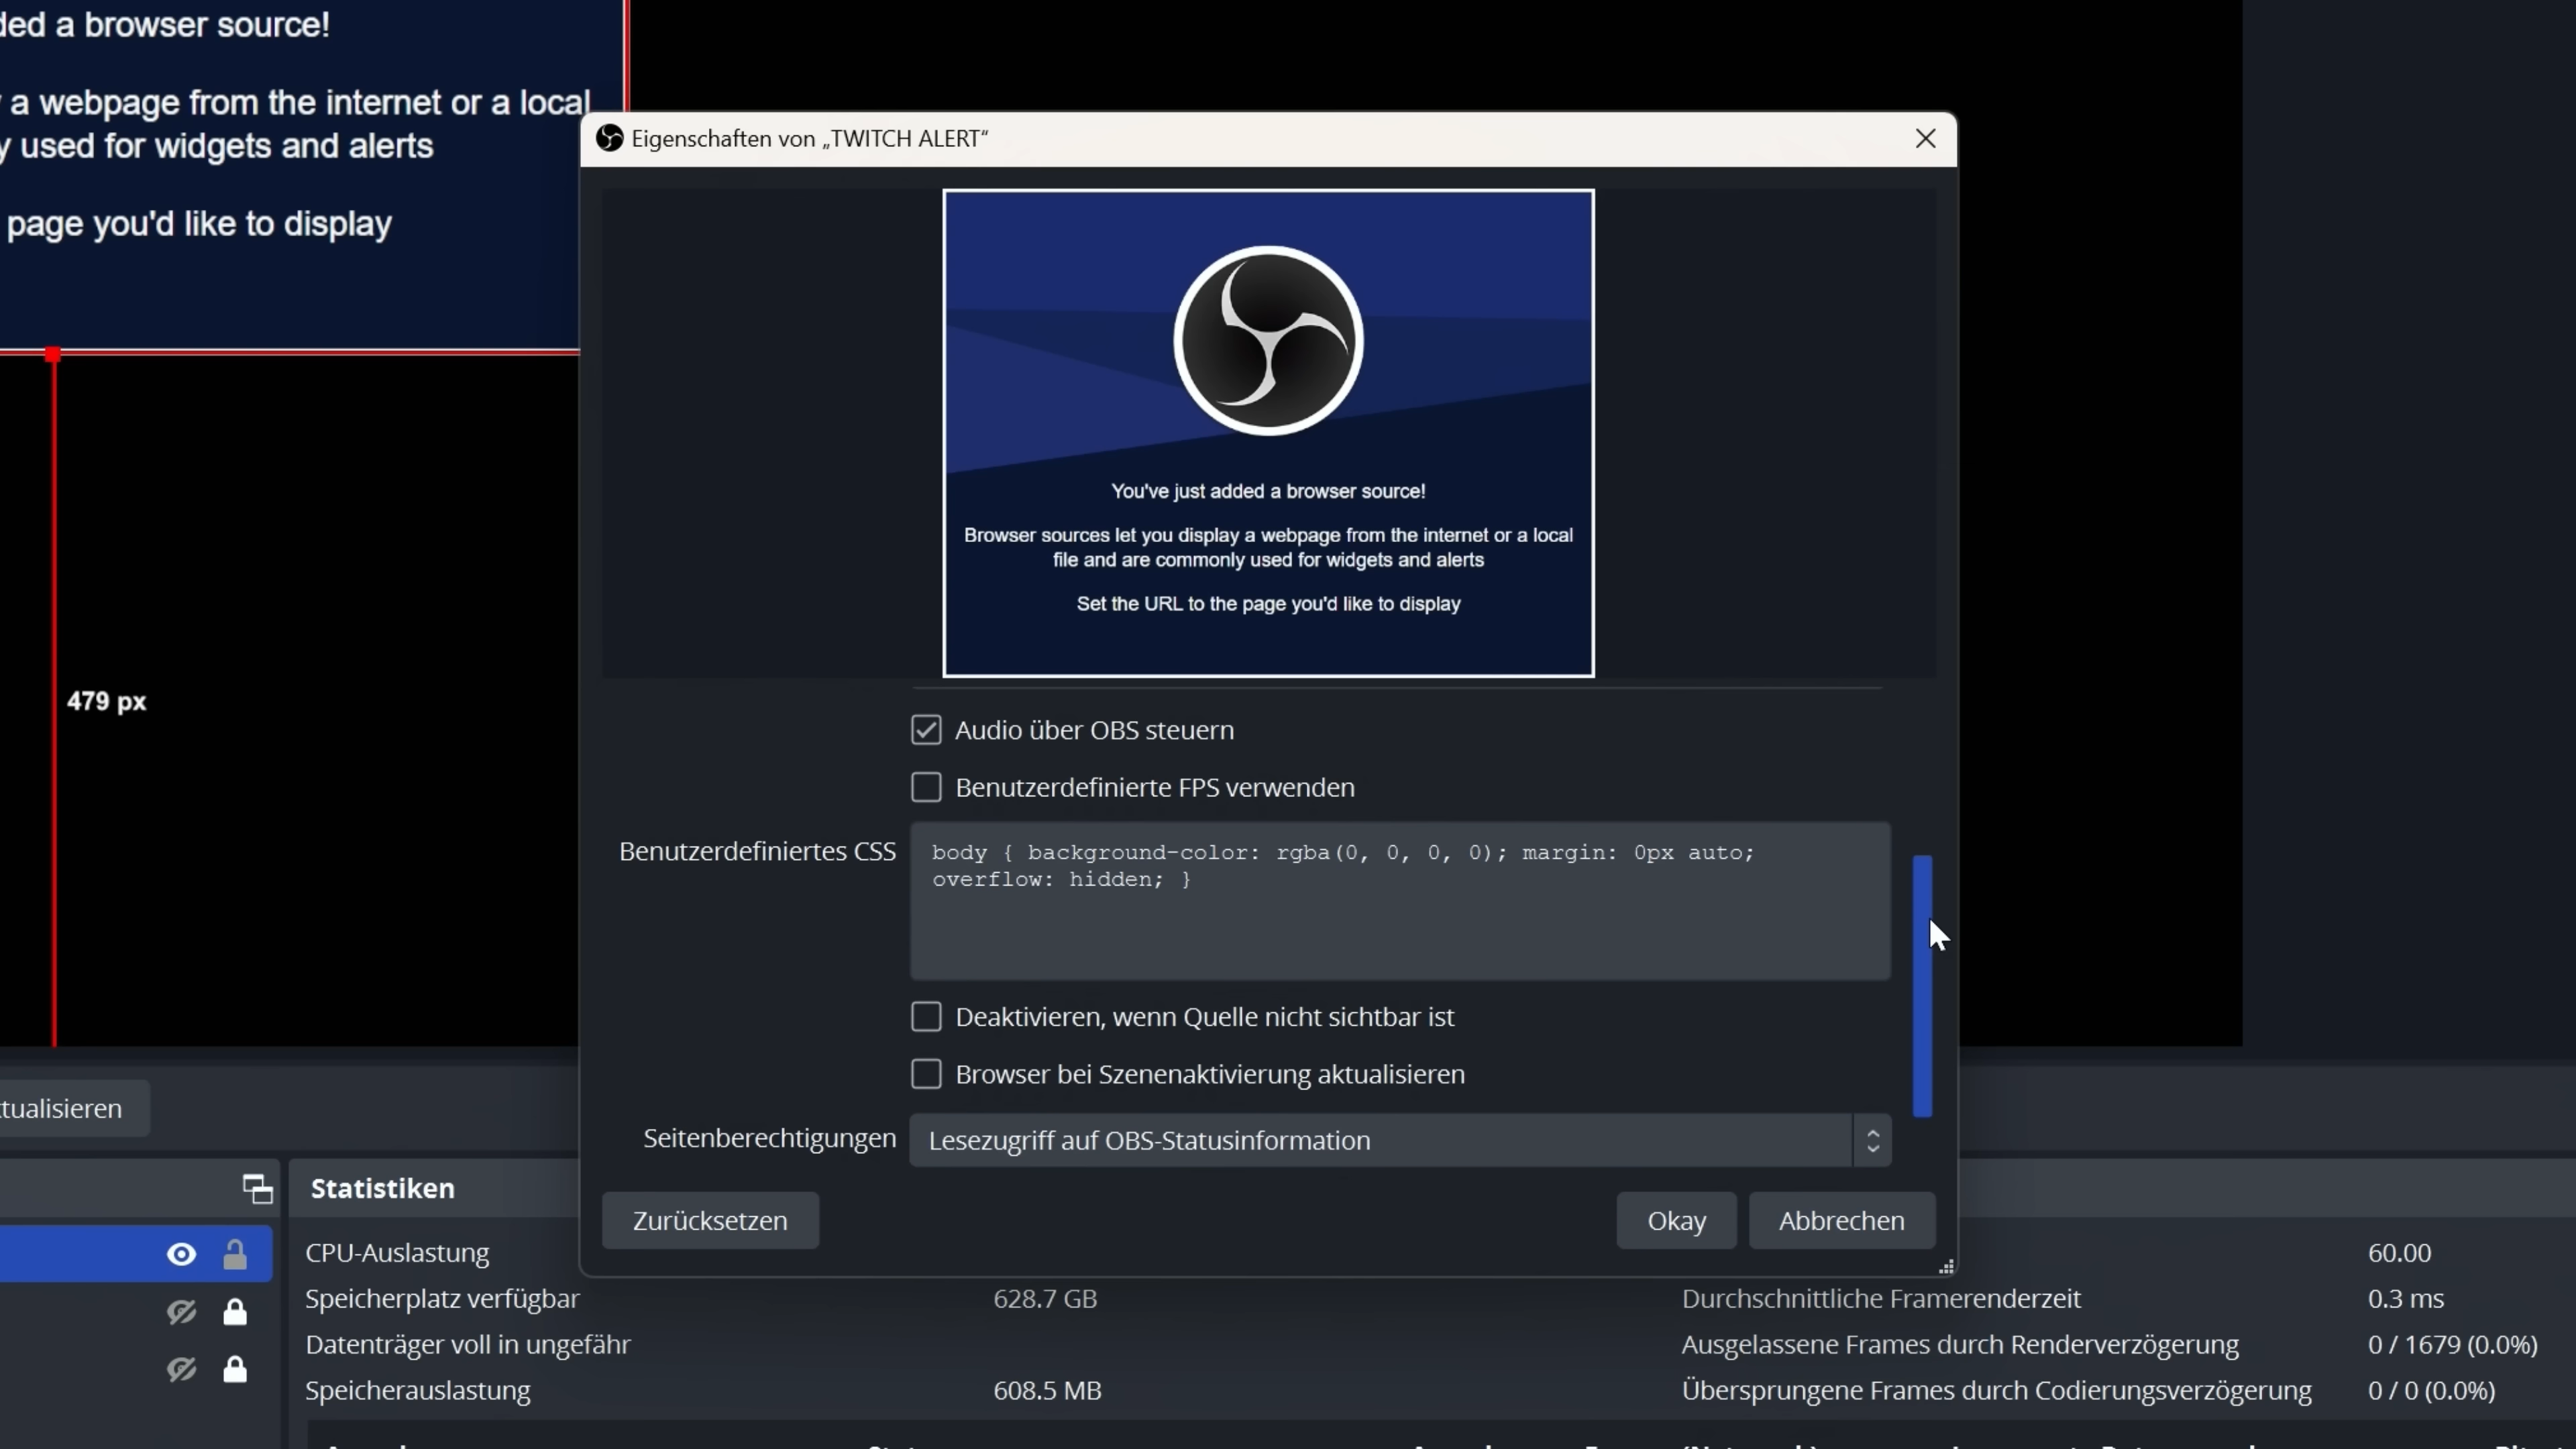 ded a browser source!
a webpage from the internet or a local
y used for widgets and alerts
page you'd like to display
479 px
Eigenschaften von „TWITCH ALERT“
You've just added a browser source!
Browser sources let you display a webpage from the internet or a local
file and are commonly used for widgets and alerts
Set the URL to the page you'd like to display
Audio über OBS steuern
Benutzerdefinierte FPS verwenden
Benutzerdefiniertes CSS
body { background-color: rgba(0, 0, 0, 0); margin: 0px auto;
overflow: hidden; }
Deaktivieren, wenn Quelle nicht sichtbar ist
Browser bei Szenenaktivierung aktualisieren
Seitenberechtigungen
Lesezugriff auf OBS-Statusinformation
Zurücksetzen
Okay
Abbrechen
tualisieren
Statistiken
CPU-Auslastung
60.00
Speicherplatz verfügbar
628.7 GB
Durchschnittliche Framerenderzeit
0.3 ms
Datenträger voll in ungefähr
Ausgelassene Frames durch Renderverzögerung
0 / 1679 (0.0%)
Speicherauslastung
608.5 MB
Übersprungene Frames durch Codierungsverzögerung
0 / 0 (0.0%)